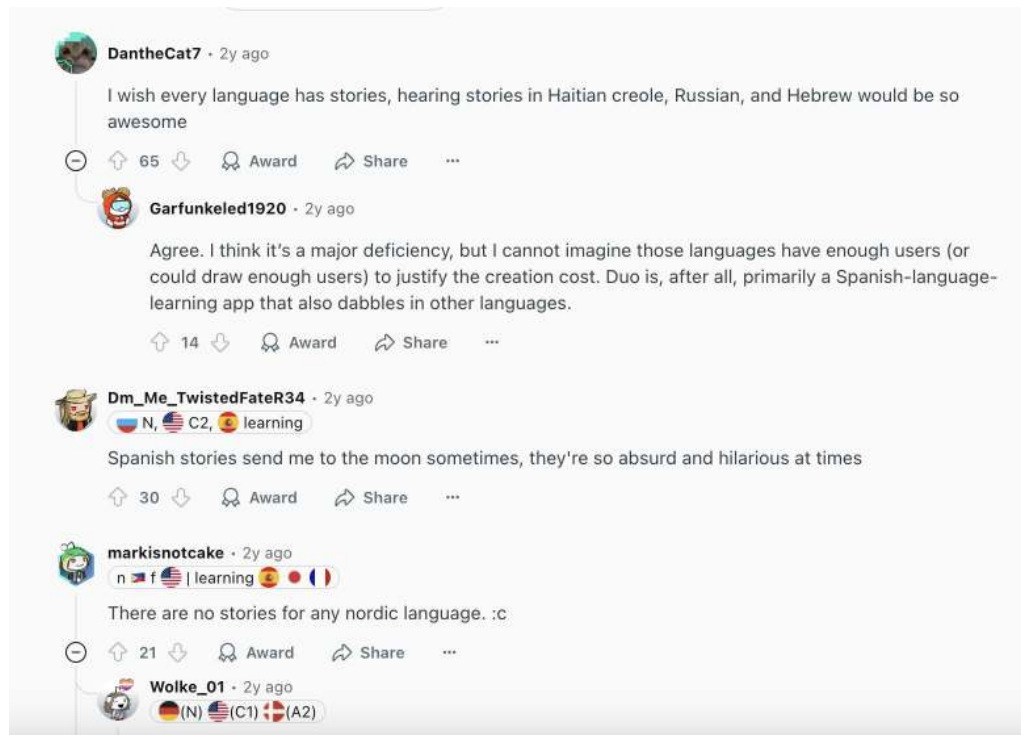 DantheCat7 • 2y ago
I wish every language has stories, hearing stories in Haitian creole, Russian, and Hebrew would be so
awesome
65 Award Share ...
Garfunkeled1920 • 2y ago
Agree. I think it's a major deficiency, but I cannot imagine those languages have enough users (or
could draw enough users) to justify the creation cost. Duo is, after all, primarily a Spanish-language-
learning app that also dabbles in other languages.
14 Award Share ...
Dm_Me_TwistedFateR34 • 2y ago
N, C2, learning
Spanish stories send me to the moon sometimes, they're so absurd and hilarious at times
30 Award Share ...
markisnotcake • 2y ago
n f | learning
There are no stories for any nordic language. :c
21 Award Share ...
Wolke_01 • 2y ago
(N) (C1) (A2)